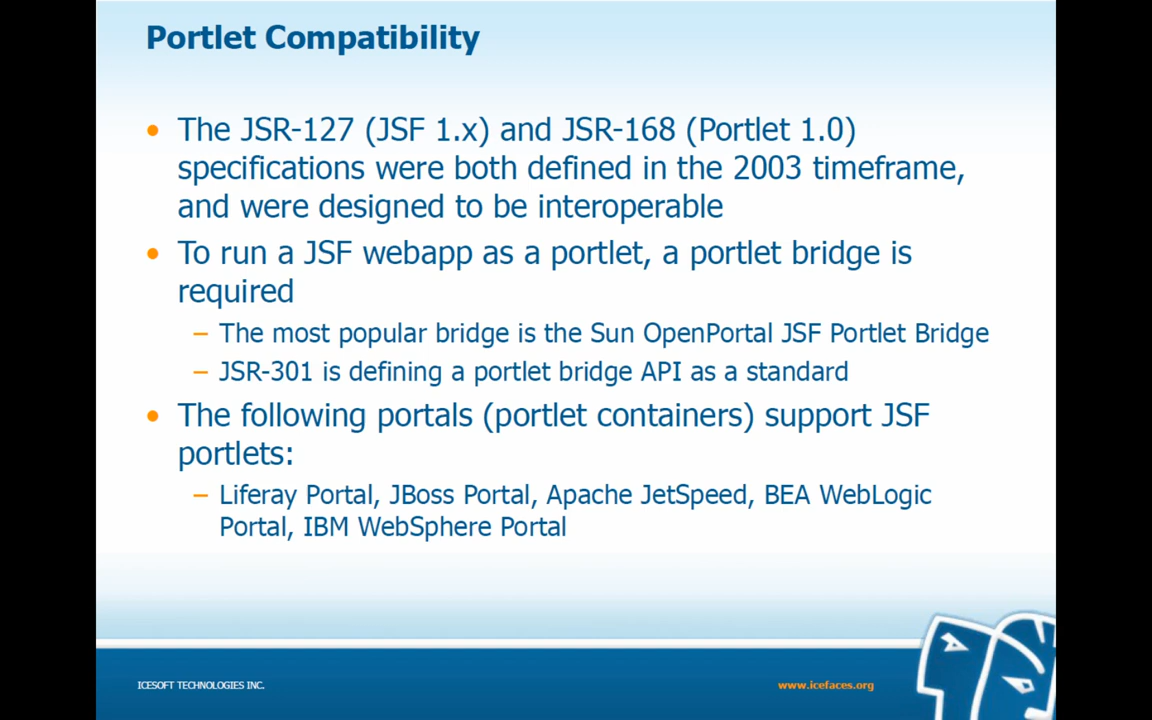 Portlet Compatibility
• The JSR-127 (JSF 1.x) and JSR-168 (Portlet 1.0)
specifications were both defined in the 2003 timeframe,
and were designed to be interoperable
• To run a JSF webapp as a portlet, a portlet bridge is
required
– The most popular bridge is the Sun OpenPortal JSF Portlet Bridge
– JSR-301 is defining a portlet bridge API as a standard
• The following portals (portlet containers) support JSF
portlets:
– Liferay Portal, JBoss Portal, Apache JetSpeed, BEA WebLogic
Portal, IBM WebSphere Portal
ICESOFT TECHNOLOGIES INC.
www.icefaces.org